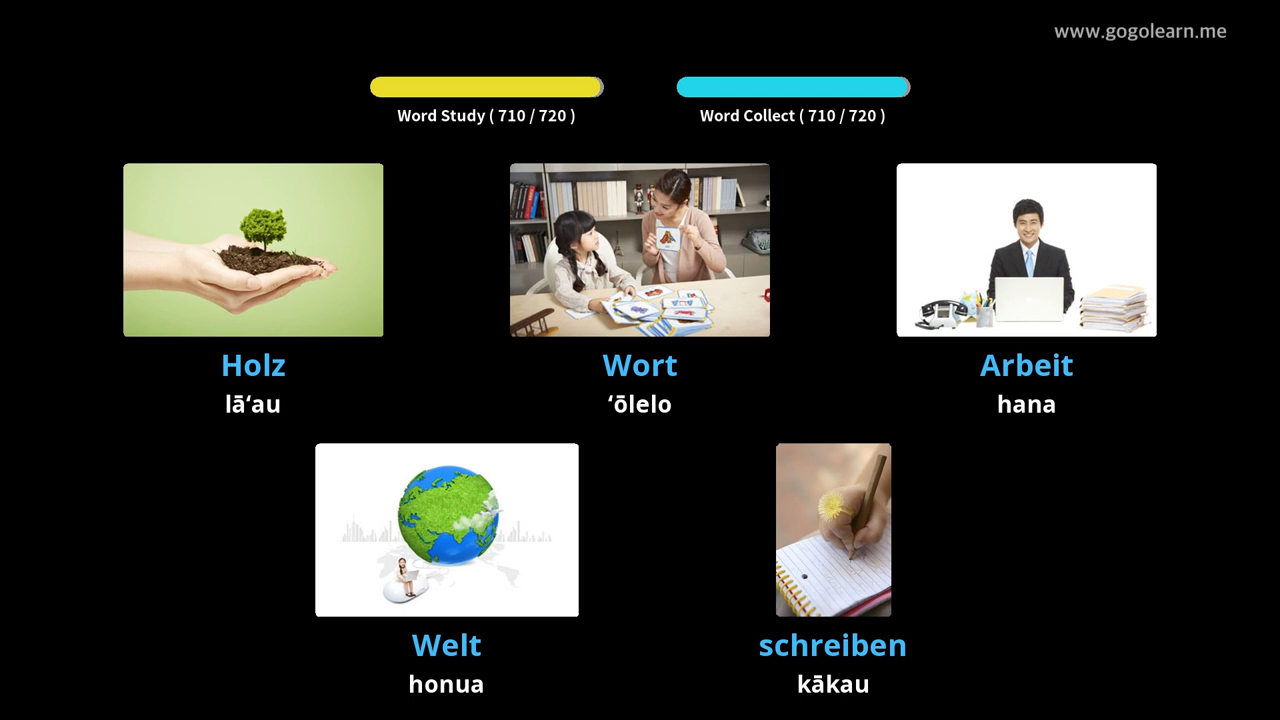 www.gogolearn.me
Word Study ( 710 / 720 )
Word Collect ( 710 / 720 )
Holz
lāʻau
Wort
ʻōlelo
Arbeit
hana
Welt
honua
schreiben
kākau